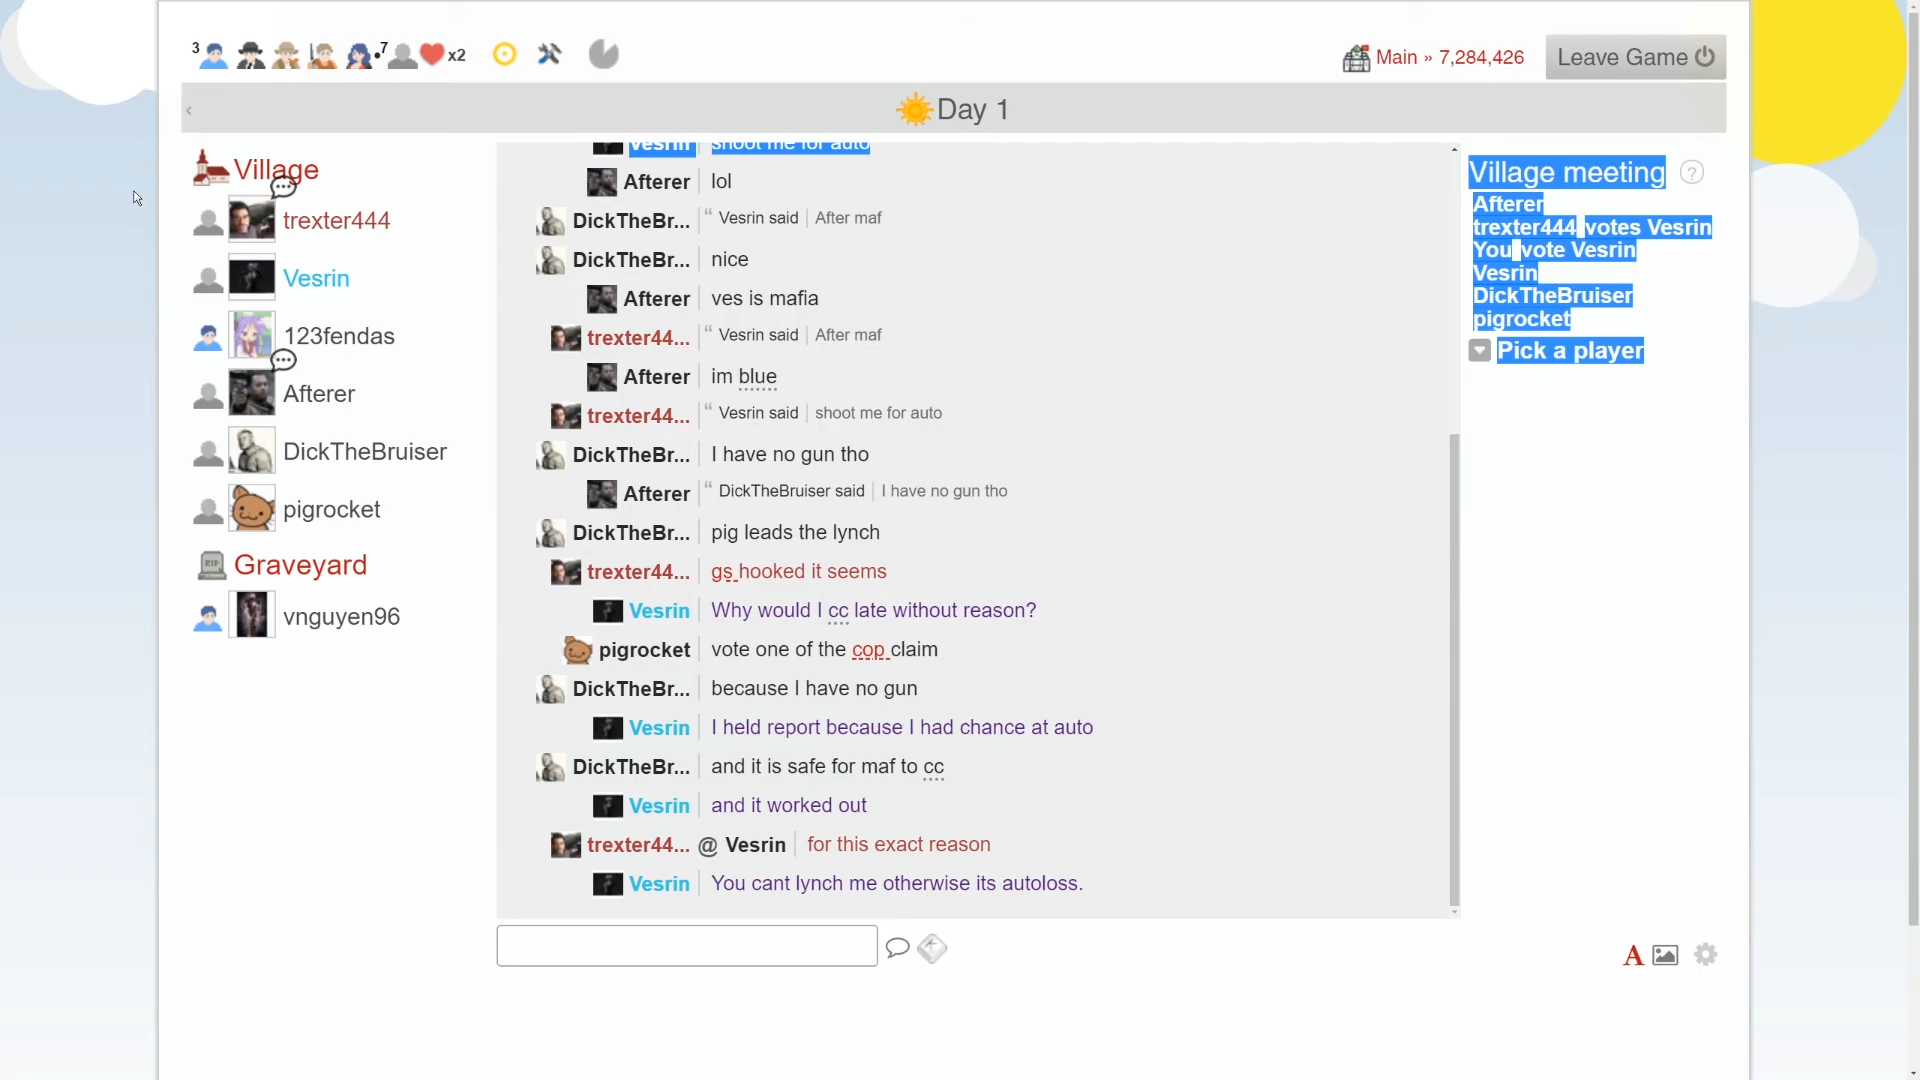 3
7
x2
Main » 7,284,426
Leave Game
‹
Day 1
Village
trexter444
Vesrin
123fendas
Afterer
DickTheBruiser
pigrocket
Graveyard
RIP
vnguyen96
Vesrin shoot me for auto
Afterer lol
DickTheBr... “ Vesrin said After maf
DickTheBr... nice
Afterer ves is mafia
trexter44... “ Vesrin said After maf
Afterer im blue
trexter44... “ Vesrin said shoot me for auto
DickTheBr... I have no gun tho
Afterer “ DickTheBruiser said I have no gun tho
DickTheBr... pig leads the lynch
trexter44... gs hooked it seems
Vesrin Why would I cc late without reason?
pigrocket vote one of the cop claim
DickTheBr... because I have no gun
Vesrin I held report because I had chance at auto
DickTheBr... and it is safe for maf to cc
Vesrin and it worked out
trexter44... @ Vesrin for this exact reason
Vesrin You cant lynch me otherwise its autoloss.
Village meeting ?
Afterer
trexter444 votes Vesrin
You vote Vesrin
Vesrin
DickTheBruiser
pigrocket
Pick a player
A